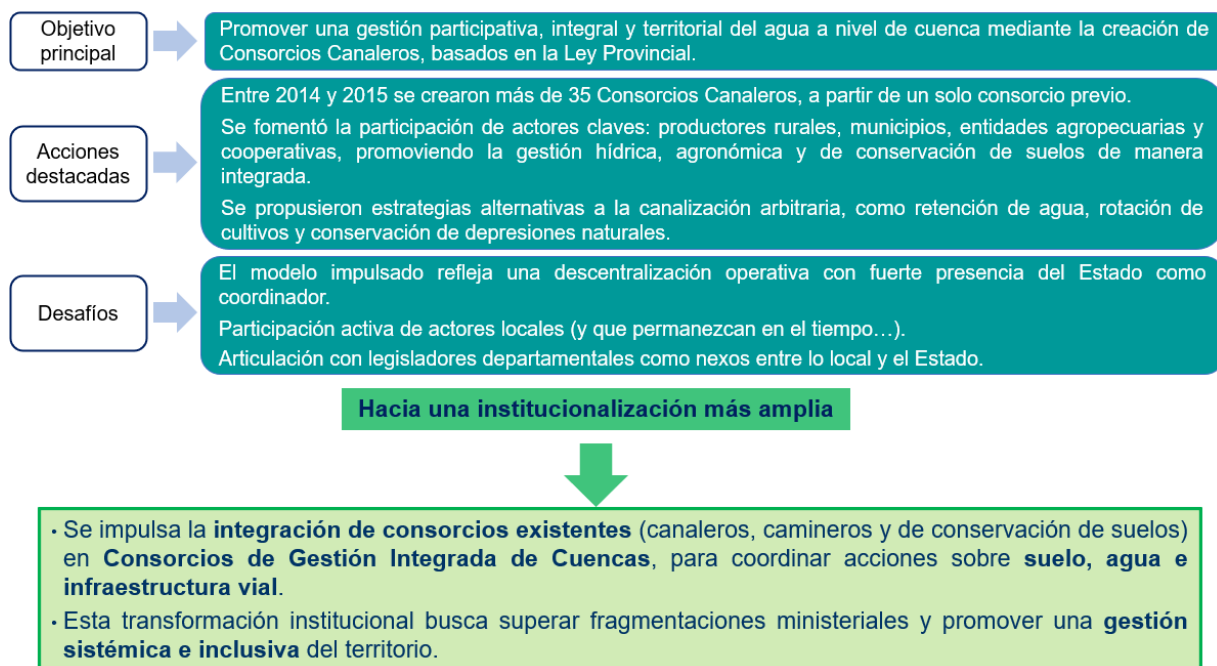 Objetivo
principal
Promover una gestión participativa, integral y territorial del agua a nivel de cuenca mediante la creación de
Consorcios Canaleros, basados en la Ley Provincial.
Acciones
destacadas
Entre 2014 y 2015 se crearon más de 35 Consorcios Canaleros, a partir de un solo consorcio previo.
Se fomentó la participación de actores claves: productores rurales, municipios, entidades agropecuarias y
cooperativas, promoviendo la gestión hídrica, agronómica y de conservación de suelos de manera
integrada.
Se propusieron estrategias alternativas a la canalización arbitraria, como retención de agua, rotación de
cultivos y conservación de depresiones naturales.
Desafíos
El modelo impulsado refleja una descentralización operativa con fuerte presencia del Estado como
coordinador.
Participación activa de actores locales (y que permanezcan en el tiempo…).
Articulación con legisladores departamentales como nexos entre lo local y el Estado.
Hacia una institucionalización más amplia
• Se impulsa la integración de consorcios existentes (canaleros, camineros y de conservación de suelos)
en Consorcios de Gestión Integrada de Cuencas, para coordinar acciones sobre suelo, agua e
infraestructura vial.
• Esta transformación institucional busca superar fragmentaciones ministeriales y promover una gestión
sistémica e inclusiva del territorio.